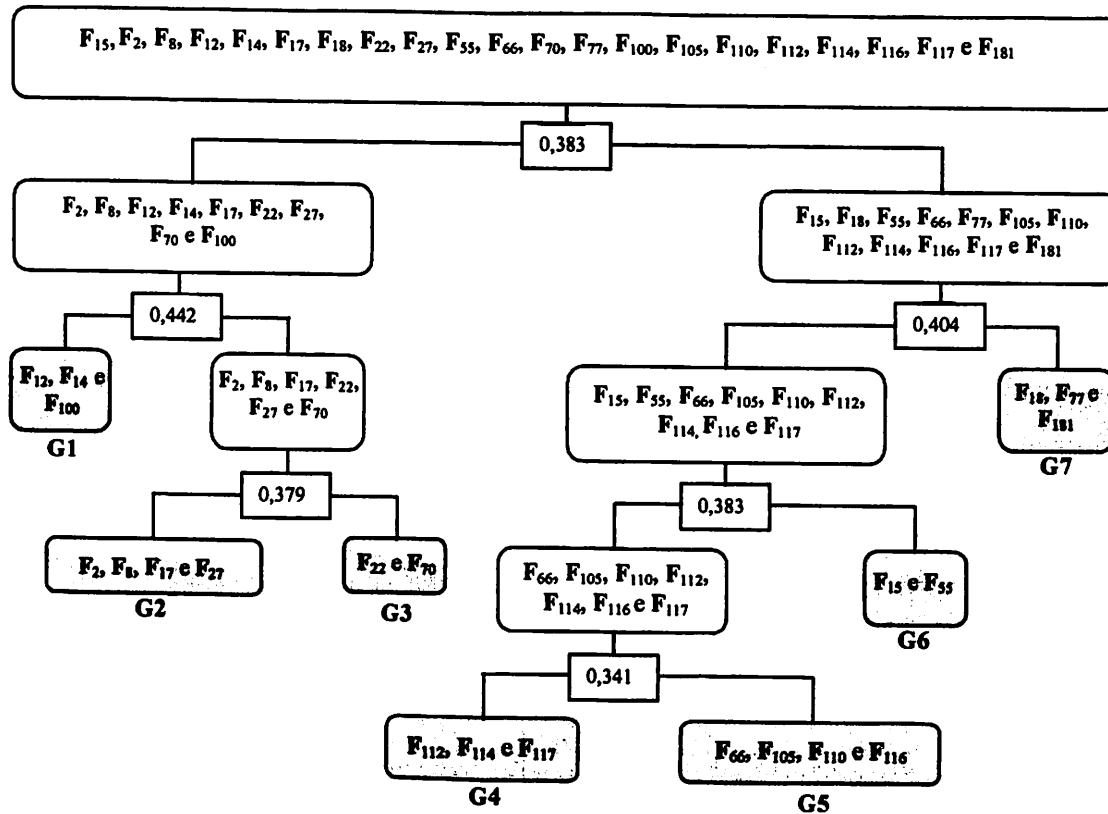 F₁₅, F₂, F₈, F₁₂, F₁₄, F₁₇, F₁₈, F₂₂, F₂₇, F₅₅, F₆₆, F₇₀, F₇₇, F₁₀₀, F₁₀₅, F₁₁₀, F₁₁₂, F₁₁₄, F₁₁₆, F₁₁₇ e F₁₈₁
0,383
F₂, F₈, F₁₂, F₁₄, F₁₇, F₂₂, F₂₇,
F₇₀ e F₁₀₀
F₁₅, F₁₈, F₅₅, F₆₆, F₇₇, F₁₀₅, F₁₁₀,
F₁₁₂, F₁₁₄, F₁₁₆, F₁₁₇ e F₁₈₁
0,442
0,404
F₁₂, F₁₄ e
F₁₀₀
G1
F₂, F₈, F₁₇, F₂₂,
F₂₇ e F₇₀
F₁₅, F₅₅, F₆₆, F₁₀₅, F₁₁₀, F₁₁₂,
F₁₁₄, F₁₁₆ e F₁₁₇
F₁₈, F₇₇ e
F₁₈₁
G7
0,379
0,383
F₂, F₈, F₁₇ e F₂₇
G2
F₂₂ e F₇₀
G3
F₆₆, F₁₀₅, F₁₁₀, F₁₁₂,
F₁₁₄, F₁₁₆ e F₁₁₇
F₁₅ e F₅₅
G6
0,341
F₁₁₂, F₁₁₄ e F₁₁₇
G4
F₆₆, F₁₀₅, F₁₁₀ e F₁₁₆
G5